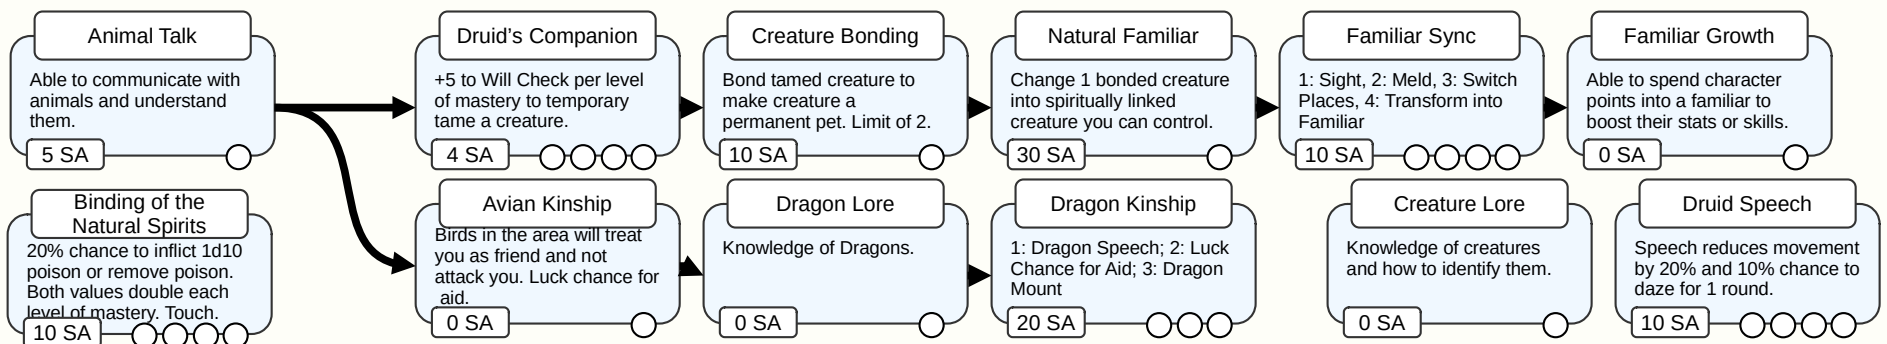 Animal Talk
Able to communicate with
animals and understand
them.
5 SA
Druid's Companion
+5 to Will Check per level
of mastery to temporary
tame a creature.
4 SA
Creature Bonding
Bond tamed creature to
make creature a
permanent pet. Limit of 2.
10 SA
Natural Familiar
Change 1 bonded creature
into spiritually linked
creature you can control.
30 SA
Familiar Sync
1: Sight, 2: Meld, 3: Switch
Places, 4: Transform into
Familiar
10 SA
Familiar Growth
Able to spend character
points into a familiar to
boost their stats or skills.
0 SA
Binding of the
Natural Spirits
20% chance to inflict 1d10
poison or remove poison.
Both values double each
level of mastery. Touch.
10 SA
Avian Kinship
Birds in the area will treat
you as friend and not
attack you. Luck chance for
aid.
0 SA
Dragon Lore
Knowledge of Dragons.
0 SA
Dragon Kinship
1: Dragon Speech; 2: Luck
Chance for Aid; 3: Dragon
Mount
20 SA
Creature Lore
Knowledge of creatures
and how to identify them.
0 SA
Druid Speech
Speech reduces movement
by 20% and 10% chance to
daze for 1 round.
10 SA